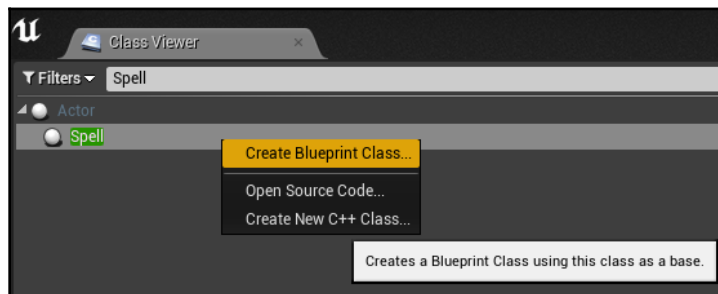 Class Viewer
Filters Spell
Actor
Spell
Create Blueprint Class...
Open Source Code...
Create New C++ Class...
Creates a Blueprint Class using this class as a base.